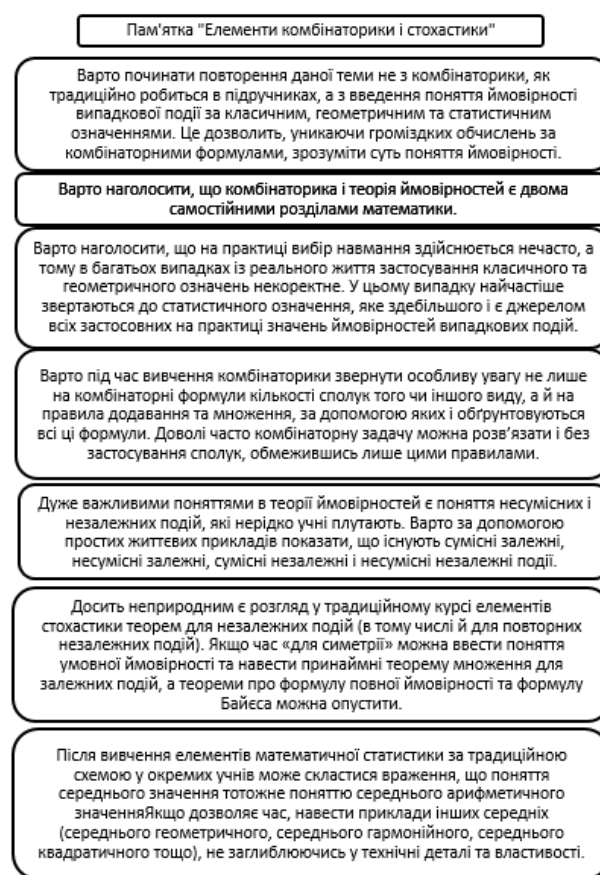 Пам'ятка "Елементи комбінаторики і стохастики"
Варто починати повторення даної теми не з комбінаторики, як
традиційно робиться в підручниках, а з введення поняття ймовірності
випадкової події за класичним, геометричним та статистичним
означеннями. Це дозволить, уникаючи громіздких обчислень за
комбінаторними формулами, зрозуміти суть поняття ймовірності.
Варто наголосити, що комбінаторика і теорія ймовірностей є двома
самостійними розділами математики.
Варто наголосити, що на практиці вибір навмання здійснюється нечасто, а
тому в багатьох випадках із реального життя застосування класичного та
геометричного означень некоректне. У цьому випадку найчастіше
звертаються до статистичного означення, яке здебільшого і є джерелом
всіх застосовних на практиці значень ймовірностей випадкових подій.
Варто під час вивчення комбінаторики звернути особливу увагу не лише
на комбінаторні формули кількості сполук того чи іншого виду, а й на
правила додавання та множення, за допомогою яких і обґрунтовуються
всі ці формули. Доволі часто комбінаторну задачу можна розв’язати і без
застосування сполук, обмежившись лише цими правилами.
Дуже важливими поняттями в теорії ймовірностей є поняття несумісних і
незалежних подій, які нерідко учні плутають. Варто за допомогою
простих життєвих прикладів показати, що існують сумісні залежні,
несумісні залежні, сумісні незалежні і несумісні незалежні події.
Досить неприродним є розгляд у традиційному курсі елементів
стохастики теорем для незалежних подій (в тому числі й для повторних
незалежних подій). Якщо час «для симетрії» можна ввести поняття
умовної ймовірності та навести принаймні теорему множення для
залежних подій, а теореми про формулу повної ймовірності та формулу
Байєса можна опустити.
Після вивчення елементів математичної статистики за традиційною
схемою у окремих учнів може скластися враження, що поняття
середнього значення тотожне поняттю середнього арифметичного
значенняЯкщо дозволяє час, навести приклади інших середніх
(середнього геометричного, середнього гармонійного, середнього
квадратичного тощо), не заглиблюючись у технічні деталі та властивості.